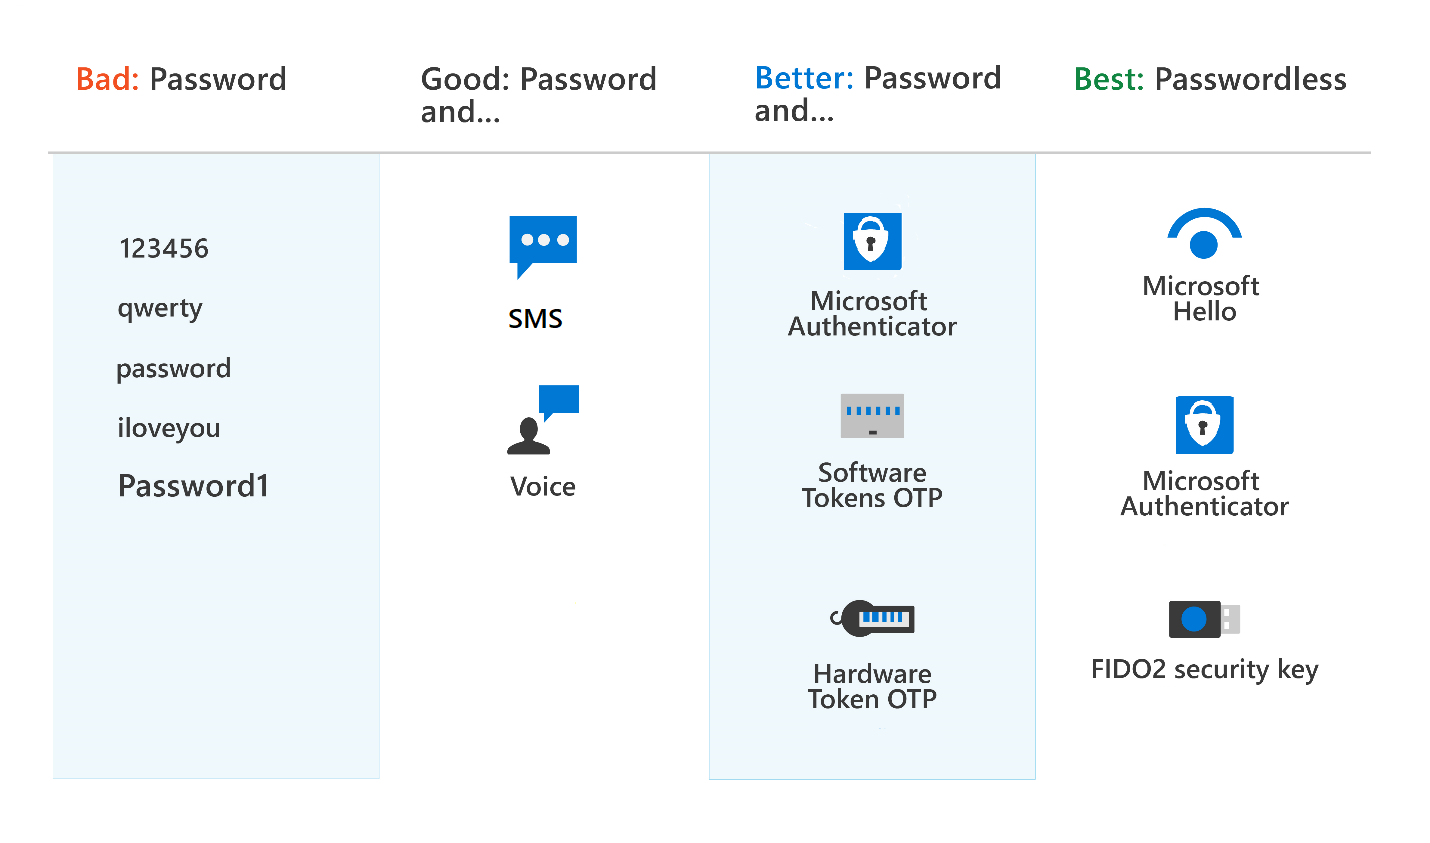 Bad: Password
123456
qwerty
password
iloveyou
Password1
Good: Password
and...
SMS
Voice
Better: Password
and...
Microsoft
Authenticator
Software
Tokens OTP
Hardware
Token OTP
Best: Passwordless
Microsoft
Hello
Microsoft
Authenticator
FIDO2 security key